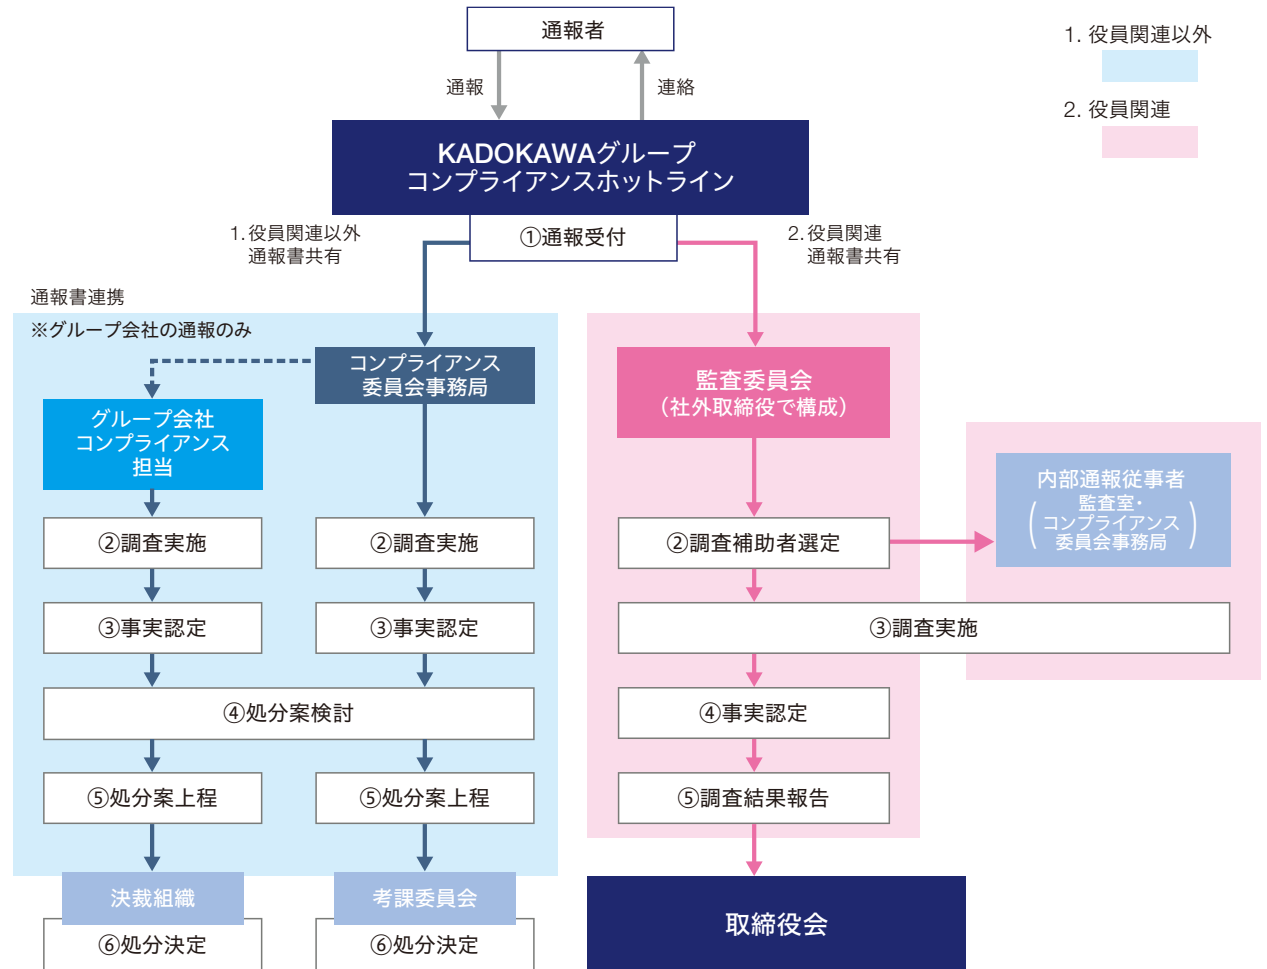 通報者
通報
連絡
1. 役員関連以外
2. 役員関連
KADOKAWAグループ
コンプライアンスホットライン
①通報受付
1. 役員関連以外
通報書共有
2. 役員関連
通報書共有
通報書連携
※グループ会社の通報のみ
コンプライアンス
委員会事務局
グループ会社
コンプライアンス
担当
②調査実施
②調査実施
③事実認定
③事実認定
④処分案検討
⑤処分案上程
⑤処分案上程
決裁組織
⑥処分決定
考課委員会
⑥処分決定
監査委員会
（社外取締役で構成）
②調査補助者選定
内部通報従事者
(監査室・
コンプライアンス
委員会事務局)
③調査実施
④事実認定
⑤調査結果報告
取締役会